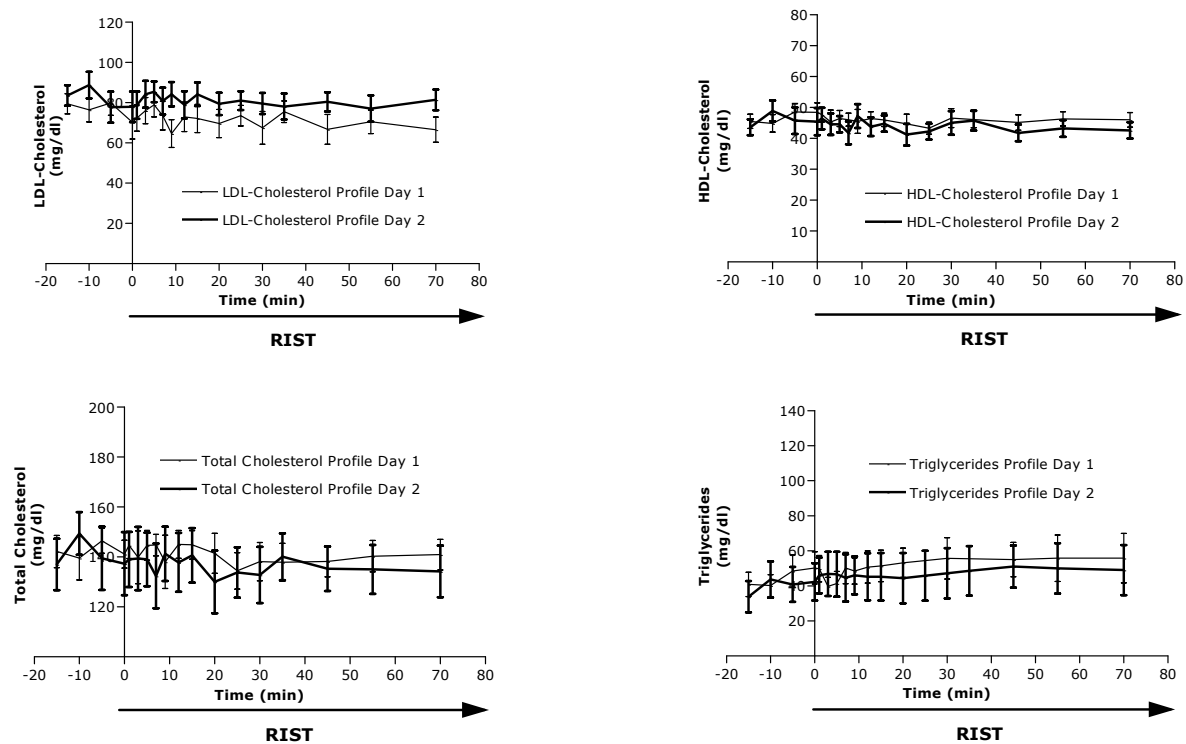 120
100
80
60
40
20
LDL-Cholesterol
(mg/dl)
LDL-Cholesterol Profile Day 1
LDL-Cholesterol Profile Day 2
-20 -10 0 10 20 30 40 50 60 70 80
Time (min)
RIST
80
70
60
50
40
30
20
10
HDL-Cholesterol
(mg/dl)
HDL-Cholesterol Profile Day 1
HDL-Cholesterol Profile Day 2
-20 -10 0 10 20 30 40 50 60 70 80
Time (min)
RIST
200
180
160
140
120
Total Cholesterol
(mg/dl)
Total Cholesterol Profile Day 1
Total Cholesterol Profile Day 2
-20 -10 0 10 20 30 40 50 60 70 80
Time (min)
RIST
140
120
100
80
60
40
20
Triglycerides
(mg/dl)
Triglycerides Profile Day 1
Triglycerides Profile Day 2
-20 -10 0 10 20 30 40 50 60 70 80
Time (min)
RIST